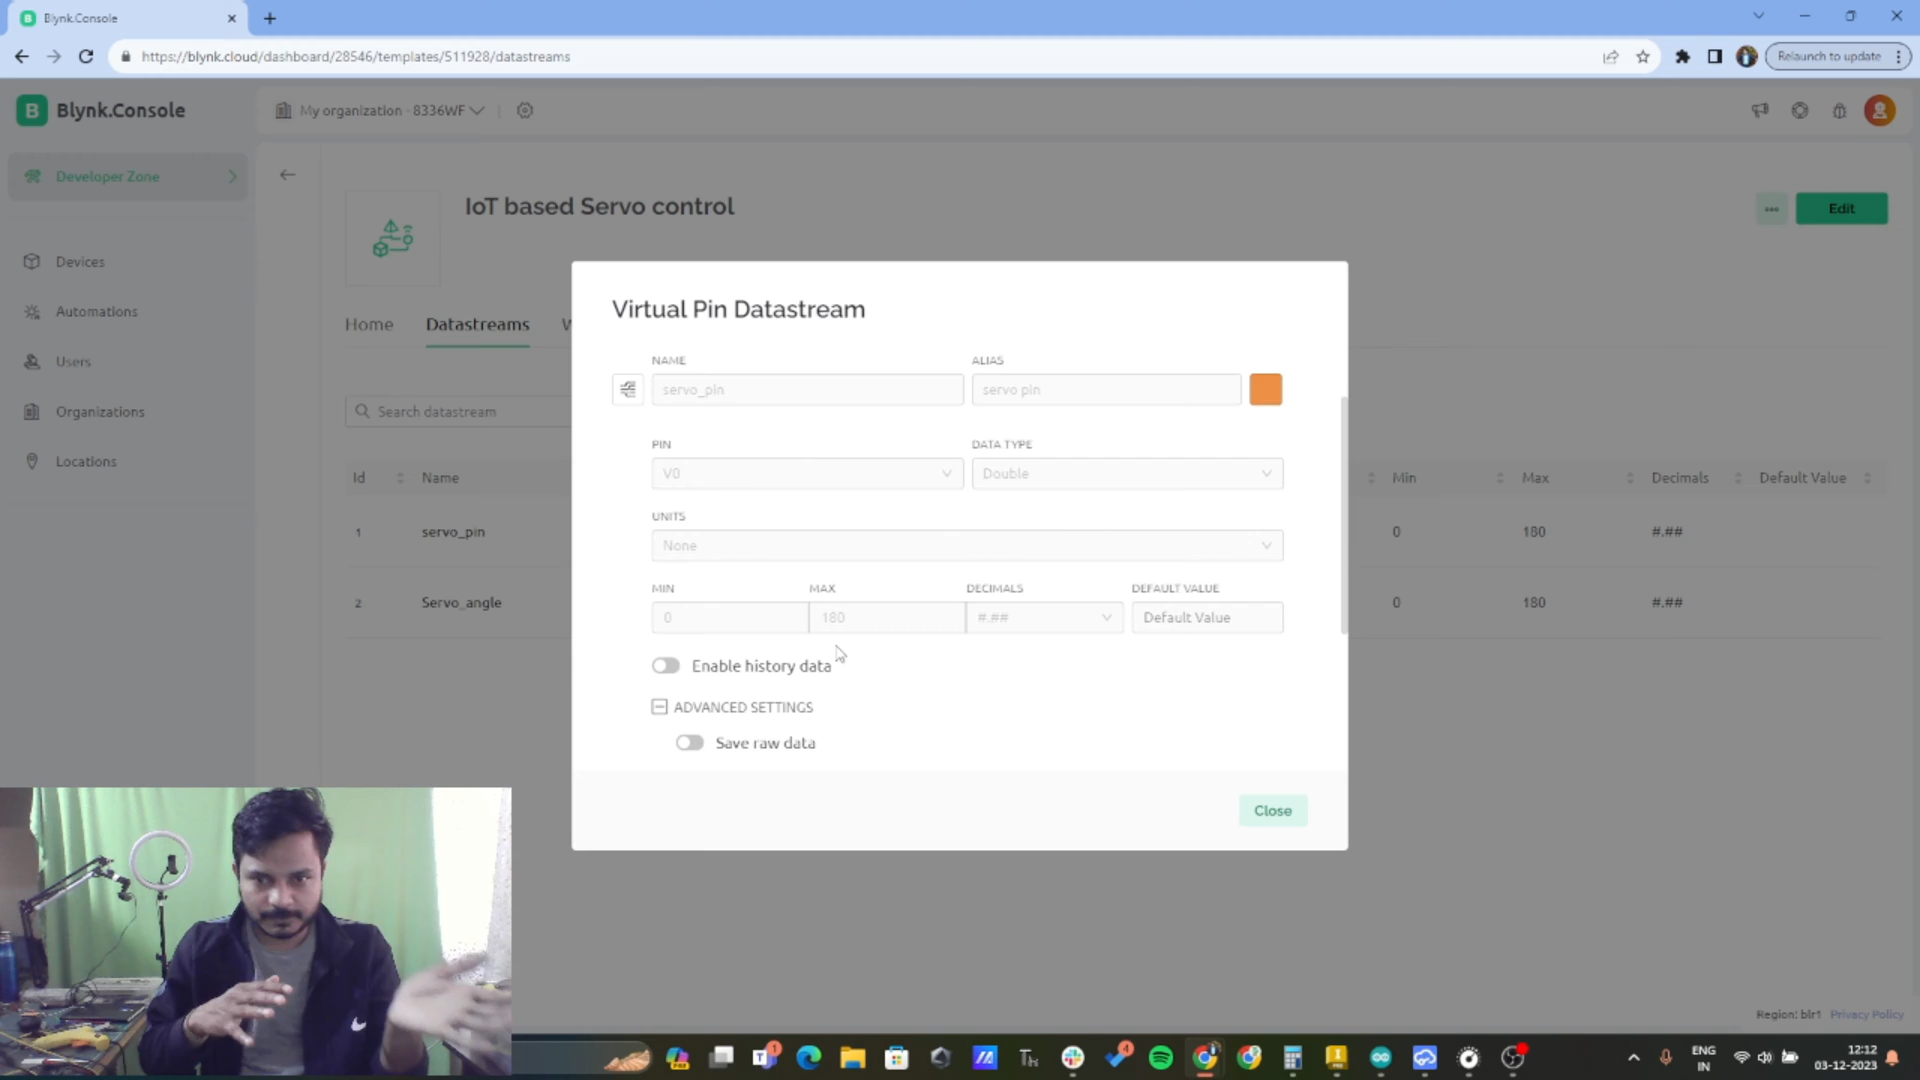 Blynk.Console
https://blynk.cloud/dashboard/28546/templates/511928/datastreams
Relaunch to update
B Blynk.Console
My organization - 8336WF
Developer Zone
Devices
Automations
Users
Organizations
Locations
IoT based Servo control
Edit
Home Datastreams W
Search datastream
Id Name Min Max Decimals Default Value
1 servo_pin 0 180 #.##
2 Servo_angle 0 180 #.##
Virtual Pin Datastream
NAME ALIAS
servo_pin servo pin
PIN DATA TYPE
V0 Double
UNITS
None
MIN MAX DECIMALS DEFAULT VALUE
0 180 #.## Default Value
Enable history data
ADVANCED SETTINGS
Save raw data
Close
Region: blr1 Privacy Policy
ENG
IN
12:12
03-12-2023